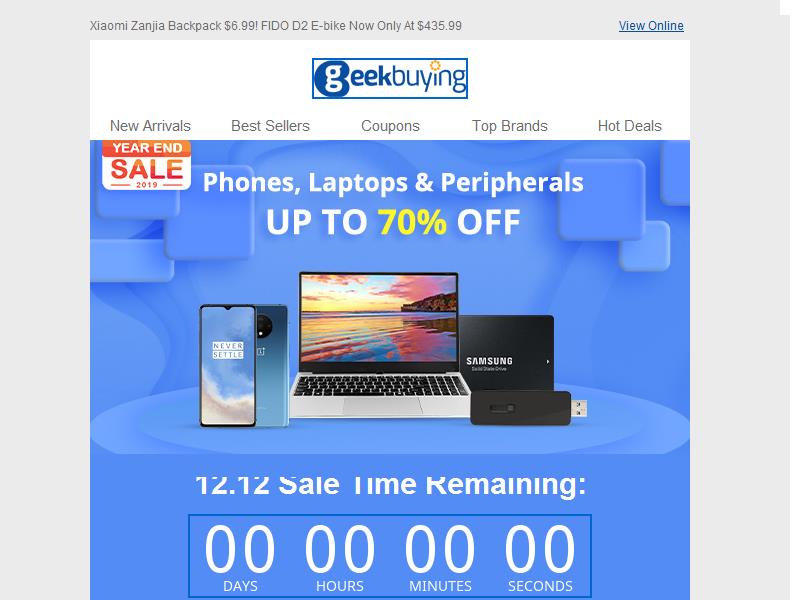 Xiaomi Zanjia Backpack $6.99! FIDO D2 E-bike Now Only At $435.99
View Online
geekbuying
New Arrivals
Best Sellers
Coupons
Top Brands
Hot Deals
YEAR END
SALE
2019
Phones, Laptops & Peripherals
UP TO 70% OFF
NEVER
SETTLE
SAMSUNG
Solid State Drive
12.12 Sale Time Remaining:
00 00 00 00
DAYS HOURS MINUTES SECONDS